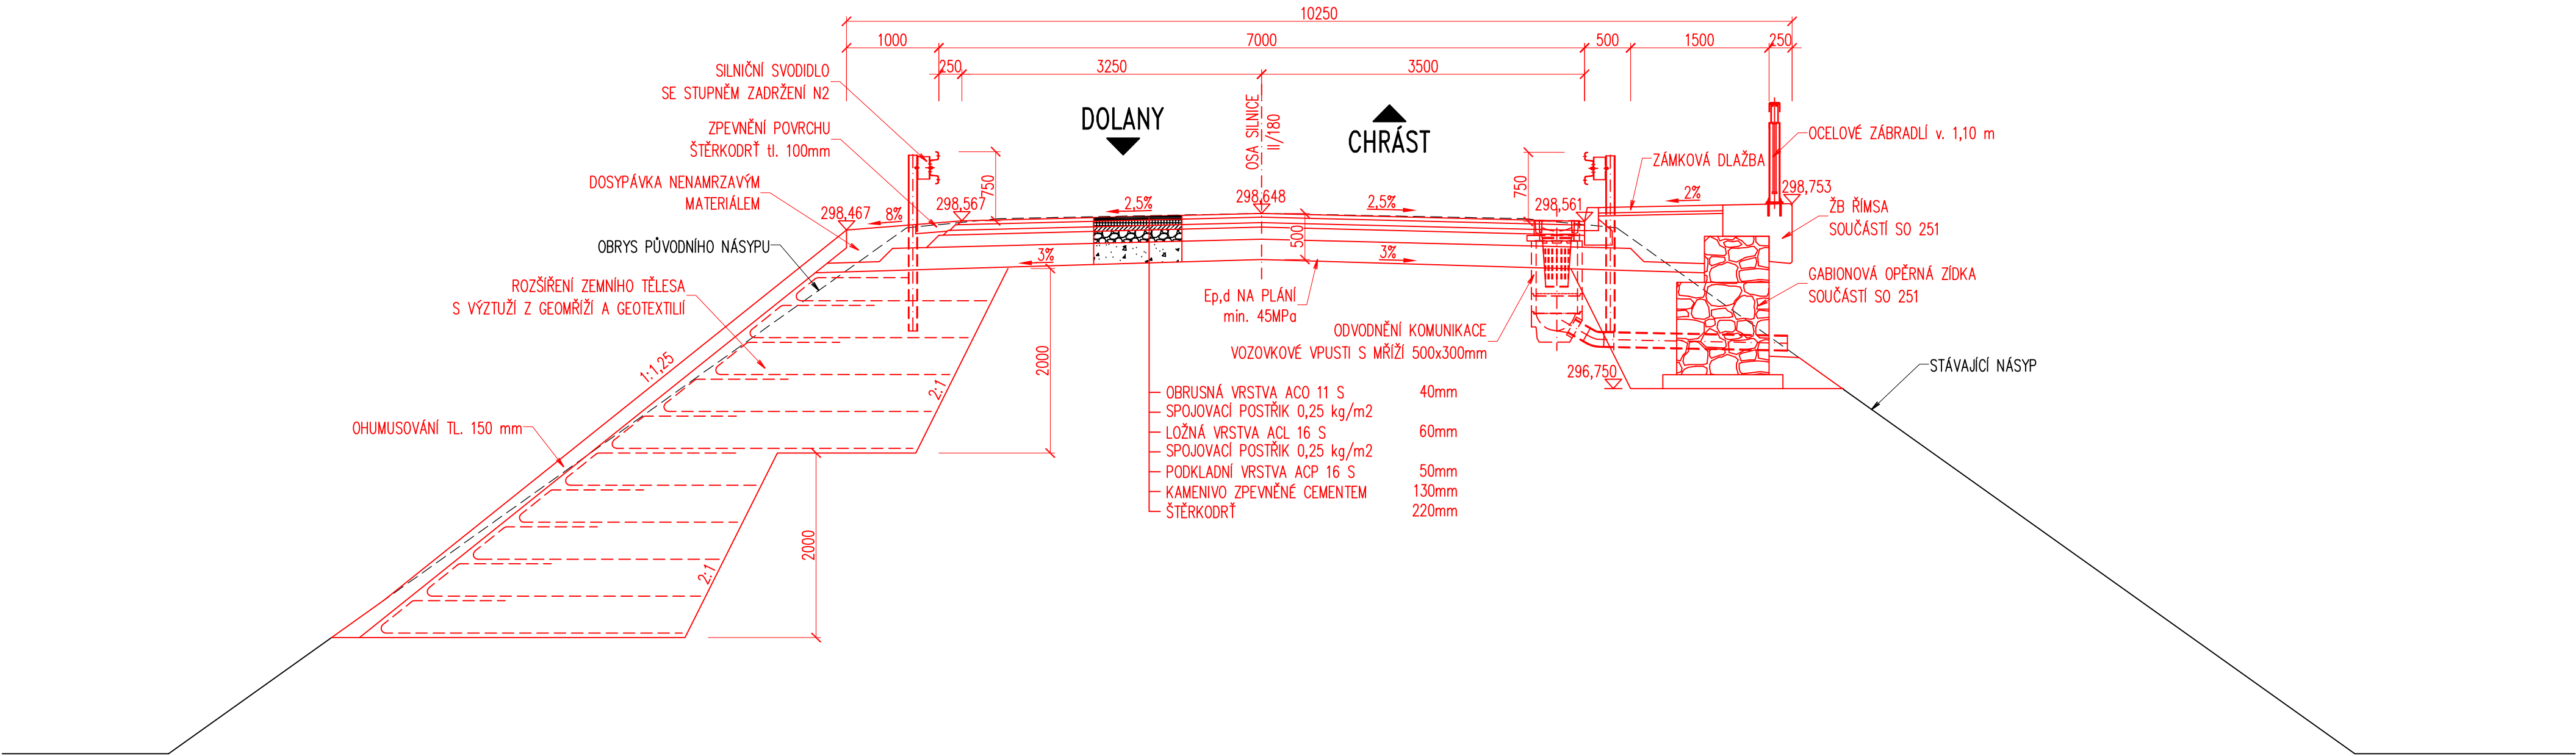 10250
1000 7000 500 1500 250
250 3250 3500
SILNIČNÍ SVODIDLO
SE STUPNĚM ZADRŽENÍ N2
ZPEVNĚNÍ POVRCHU
ŠTĚRKODRŤ tl. 100mm
DOSYPÁVKA NENAMRZAVÝM
MATERIÁLEM
OBRYS PŮVODNÍHO NÁSYPU
ROZŠÍŘENÍ ZEMNÍHO TĚLESA
S VÝZTUŽÍ Z GEOMŘÍŽÍ A GEOTEXTILIÍ
OHUMUSOVÁNÍ TL. 150 mm
1:1,25
298,467
8%
298,567
750
DOLANY
2,5%
3%
OSA SILNICE
II/180
298,648
500
CHRÁST
2,5%
3%
750
298,561
ZÁMKOVÁ DLAŽBA
2%
298,753
OCELOVÉ ZÁBRADLÍ v. 1,10 m
ŽB ŘÍMSA
SOUČÁSTÍ SO 251
GABIONOVÁ OPĚRNÁ ZÍDKA
SOUČÁSTÍ SO 251
STÁVAJÍCÍ NÁSYP
Ep,d NA PLÁNI
min. 45MPa
ODVODNĚNÍ KOMUNIKACE
VOZOVKOVÉ VPUSTI S MŘÍŽÍ 500x300mm
296,750
2000
2:1
2000
2:1
OBRUSNÁ VRSTVA ACO 11 S 40mm
SPOJOVACÍ POSTŘIK 0,25 kg/m2
LOŽNÁ VRSTVA ACL 16 S 60mm
SPOJOVACÍ POSTŘIK 0,25 kg/m2
PODKLADNÍ VRSTVA ACP 16 S 50mm
KAMENIVO ZPEVNĚNÉ CEMENTEM 130mm
ŠTĚRKODRŤ 220mm